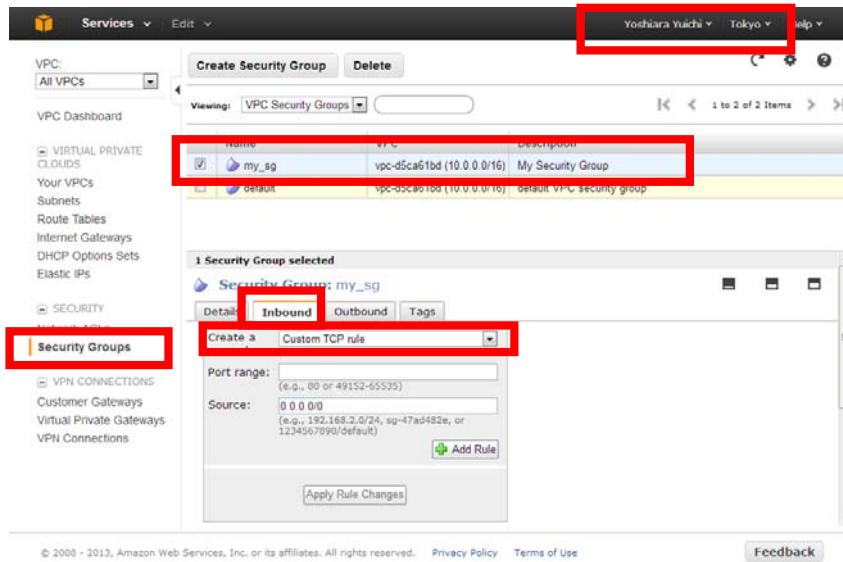 Services Edit Yoshiara Yuichi Tokyo Help
VPC:
All VPCs
VPC Dashboard
VIRTUAL PRIVATE
CLOUDS
Your VPCs
Subnets
Route Tables
Internet Gateways
DHCP Options Sets
Elastic IPs
SECURITY
Network ACLs
Security Groups
VPN CONNECTIONS
Customer Gateways
Virtual Private Gateways
VPN Connections
Create Security Group Delete
Viewing: VPC Security Groups 1 to 2 of 2 Items
Name VPC Description
my_sg vpc-d5ca61bd (10.0.0.0/16) My Security Group
default vpc-d5ca61bd (10.0.0.0/16) default VPC security group
1 Security Group selected
Security Group: my_sg
Details Inbound Outbound Tags
Create a Custom TCP rule
Port range:
(e.g., 80 or 49152-65535)
Source: 0.0.0.0/0
(e.g., 192.168.2.0/24, sg-47ad482e, or
1234567890/default)
Add Rule
Apply Rule Changes
© 2008 - 2013, Amazon Web Services, Inc. or its affiliates. All rights reserved. Privacy Policy Terms of Use Feedback